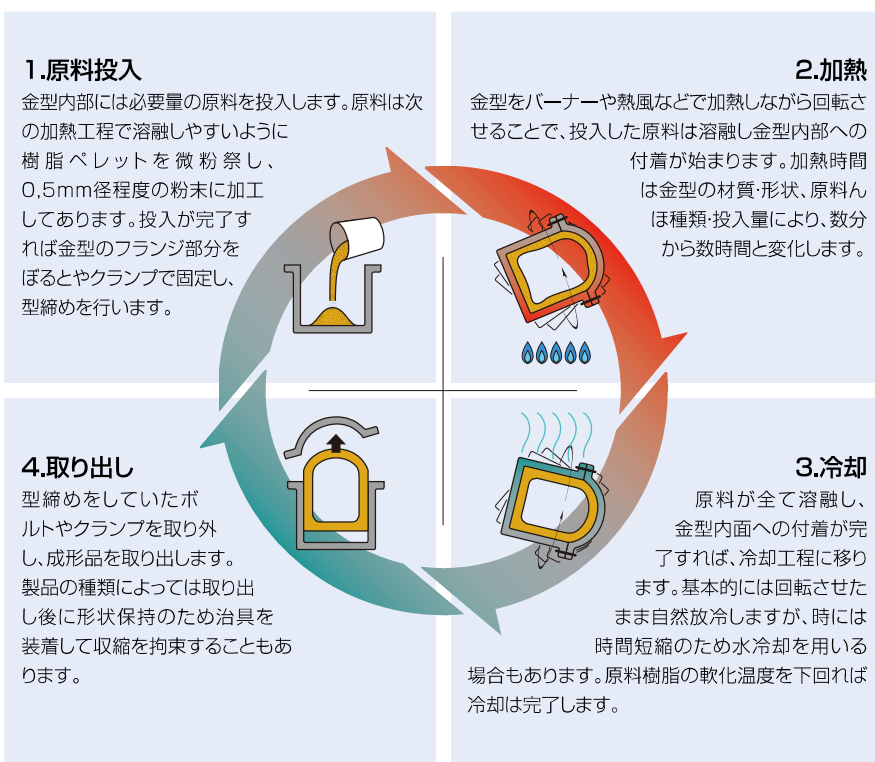 1.原料投入
金型内部には必要量の原料を投入します。原料は次
の加熱工程で溶融しやすいように
樹脂ペレットを微粉祭し、
0,5mm径程度の粉末に加工
してあります。投入が完了す
れば金型のフランジ部分を
ぼるとやクランプで固定し、
型締めを行います。
2.加熱
金型をバーナーや熱風などで加熱しながら回転さ
せることで、投入した原料は溶融し金型内部への
付着が始まります。加熱時間
は金型の材質・形状、原料ん
ほ種類・投入量により、数分
から数時間と変化します。
3.冷却
原料が全て溶融し、
金型内面への付着が完
了すれば、冷却工程に移り
ます。基本的には回転させた
まま自然放冷しますが、時には
時間短縮のため水冷却を用いる
場合もあります。原料樹脂の軟化温度を下回れば
冷却は完了します。
4.取り出し
型締めをしていたボ
ルトやクランプを取り外
し、成形品を取り出します。
製品の種類によっては取り出
し後に形状保持のため治具を
装着して収縮を拘束することもあ
ります。